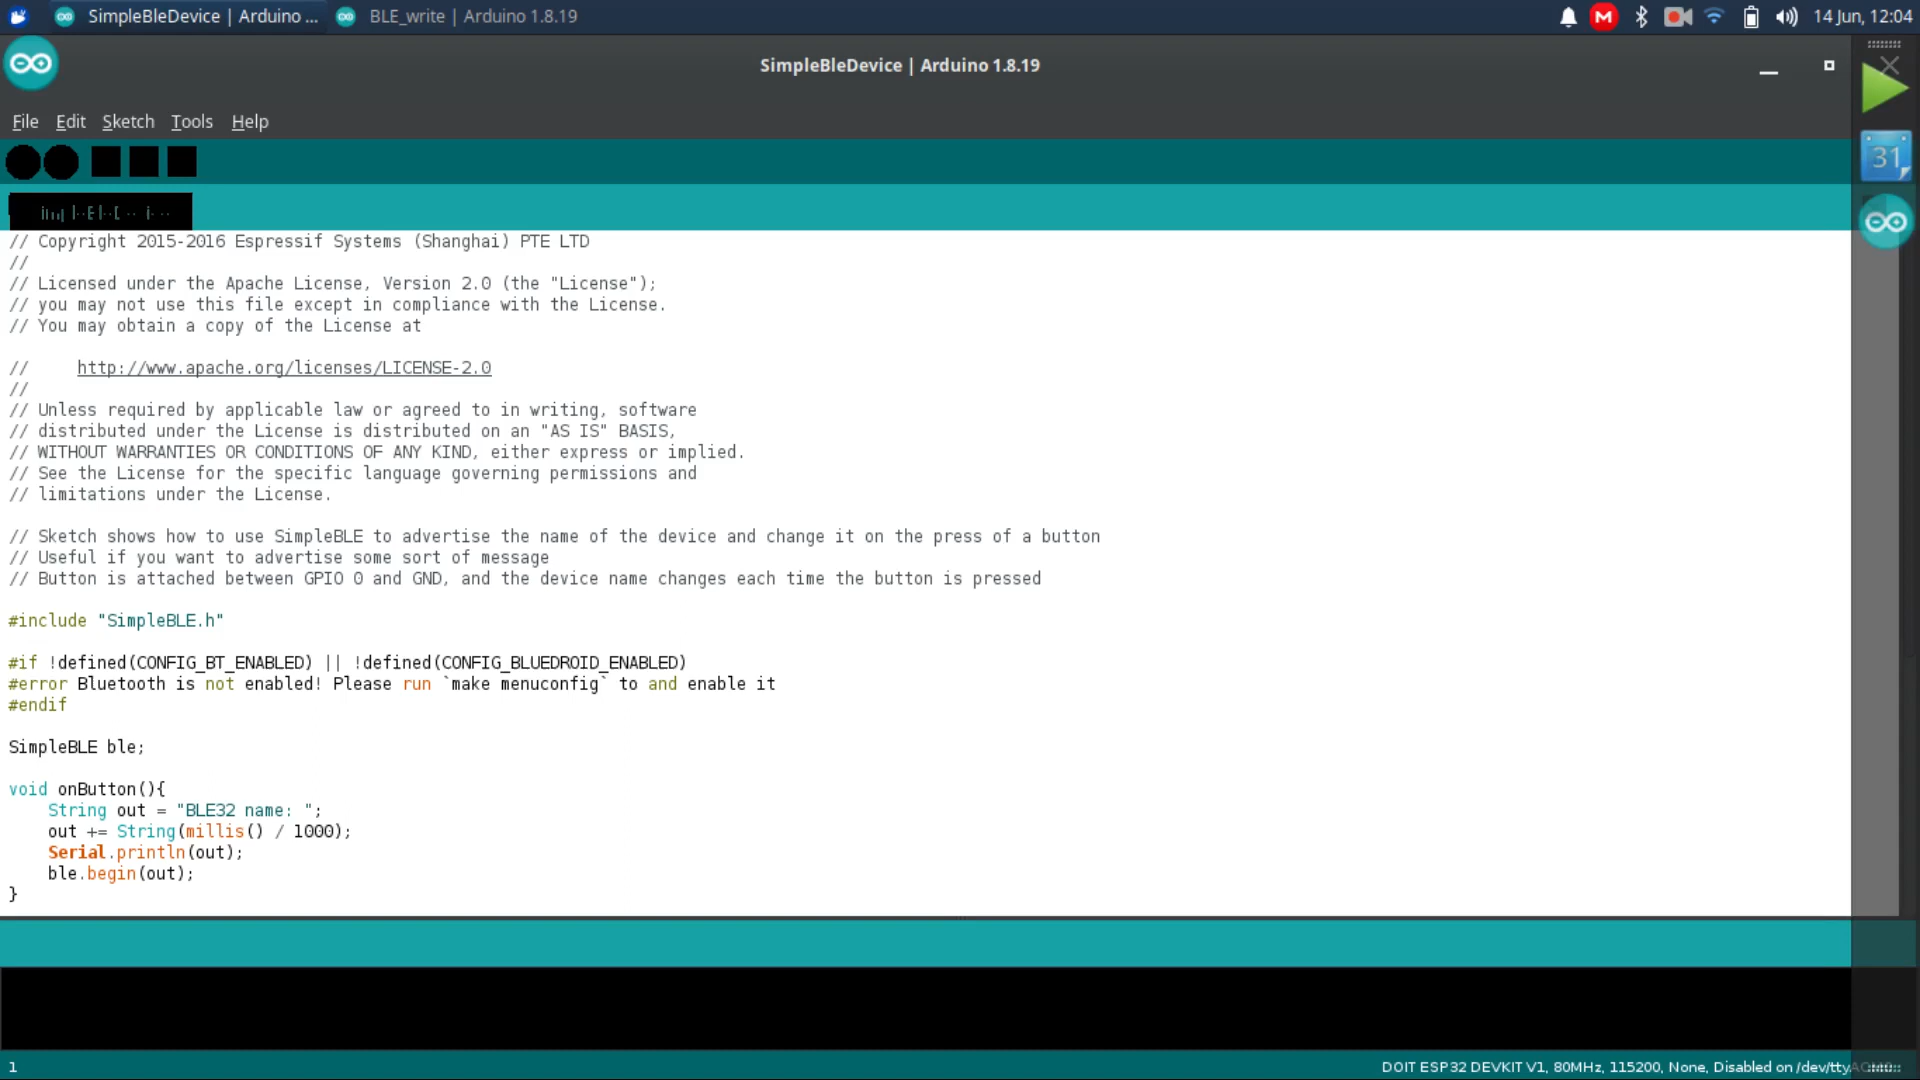 SimpleBleDevice | Arduino ...
BLE_write | Arduino 1.8.19
14 Jun, 12:04
SimpleBleDevice | Arduino 1.8.19
File Edit Sketch Tools Help
31
// Copyright 2015-2016 Espressif Systems (Shanghai) PTE LTD
//
// Licensed under the Apache License, Version 2.0 (the "License");
// you may not use this file except in compliance with the License.
// You may obtain a copy of the License at
//     http://www.apache.org/licenses/LICENSE-2.0
//
// Unless required by applicable law or agreed to in writing, software
// distributed under the License is distributed on an "AS IS" BASIS,
// WITHOUT WARRANTIES OR CONDITIONS OF ANY KIND, either express or implied.
// See the License for the specific language governing permissions and
// limitations under the License.
// Sketch shows how to use SimpleBLE to advertise the name of the device and change it on the press of a button
// Useful if you want to advertise some sort of message
// Button is attached between GPIO 0 and GND, and the device name changes each time the button is pressed
#include "SimpleBLE.h"
#if !defined(CONFIG_BT_ENABLED) || !defined(CONFIG_BLUEDROID_ENABLED)
#error Bluetooth is not enabled! Please run `make menuconfig` to and enable it
#endif
SimpleBLE ble;
void onButton(){
    String out = "BLE32 name: ";
    out += String(millis() / 1000);
    Serial.println(out);
    ble.begin(out);
}
1
DOIT ESP32 DEVKIT V1, 80MHz, 115200, None, Disabled on /dev/ttyACM0